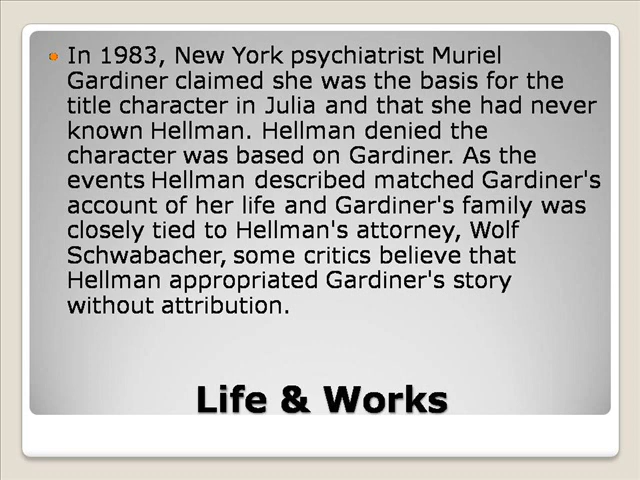 In 1983, New York psychiatrist Muriel
Gardiner claimed she was the basis for the
title character in Julia and that she had never
known Hellman. Hellman denied the
character was based on Gardiner. As the
events Hellman described matched Gardiner's
account of her life and Gardiner's family was
closely tied to Hellman's attorney, Wolf
Schwabacher, some critics believe that
Hellman appropriated Gardiner's story
without attribution.
Life & Works